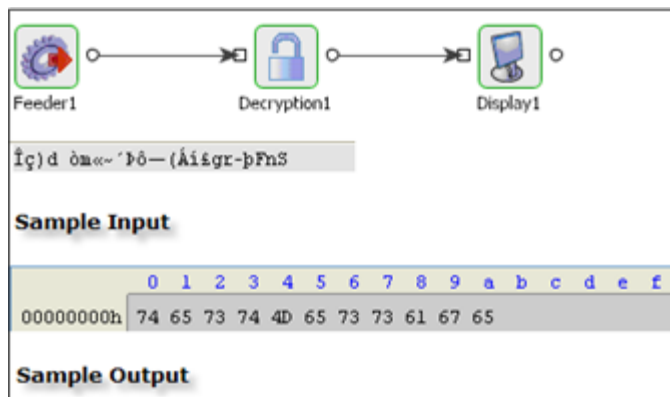 Feeder1 Decryption1 Display1
Îç)d òm«~´Þô—(Áí£gr-þFnS
Sample Input
0 1 2 3 4 5 6 7 8 9 a b c d e f
00000000h 74 65 73 74 4D 65 73 73 61 67 65
Sample Output